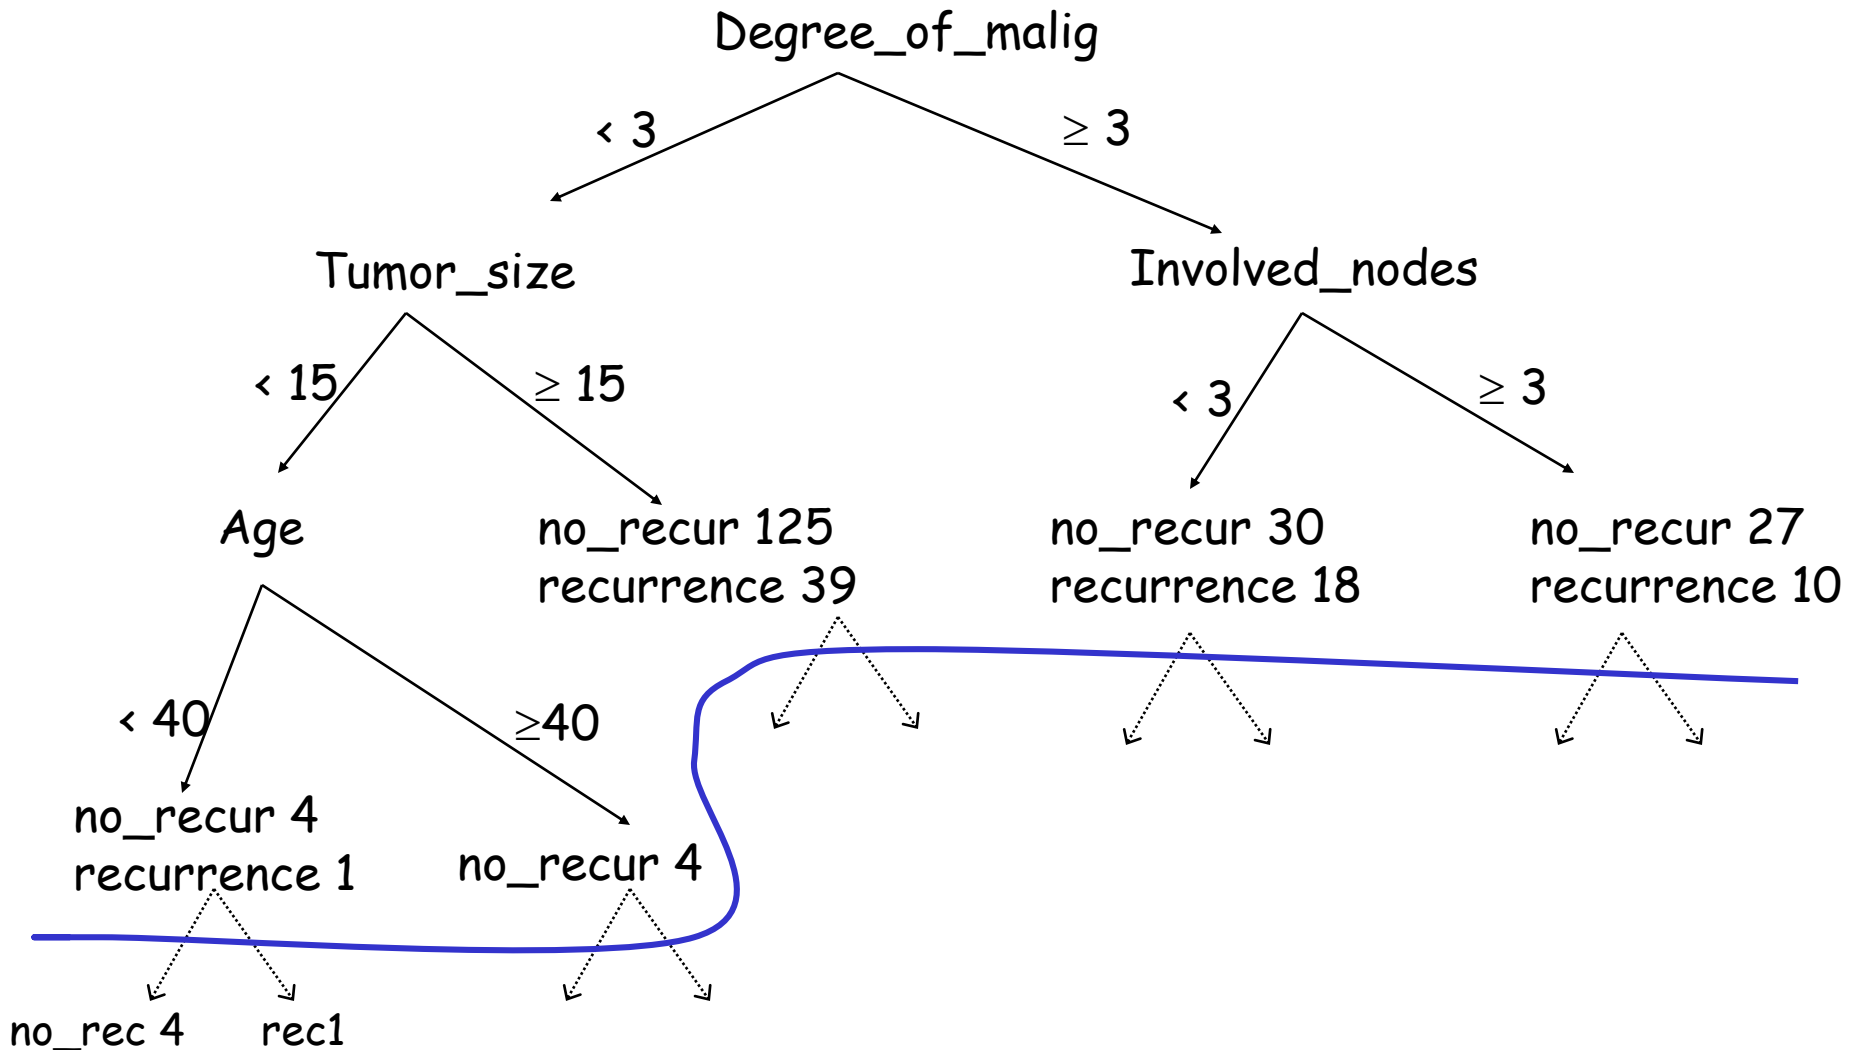 Degree_of_malig
< 3
≥ 3
Tumor_size
Involved_nodes
< 15
≥ 15
< 3
≥ 3
Age
no_recur 125
recurrence 39
no_recur 30
recurrence 18
no_recur 27
recurrence 10
< 40
≥40
no_recur 4
recurrence 1
no_recur 4
no_rec 4
rec1